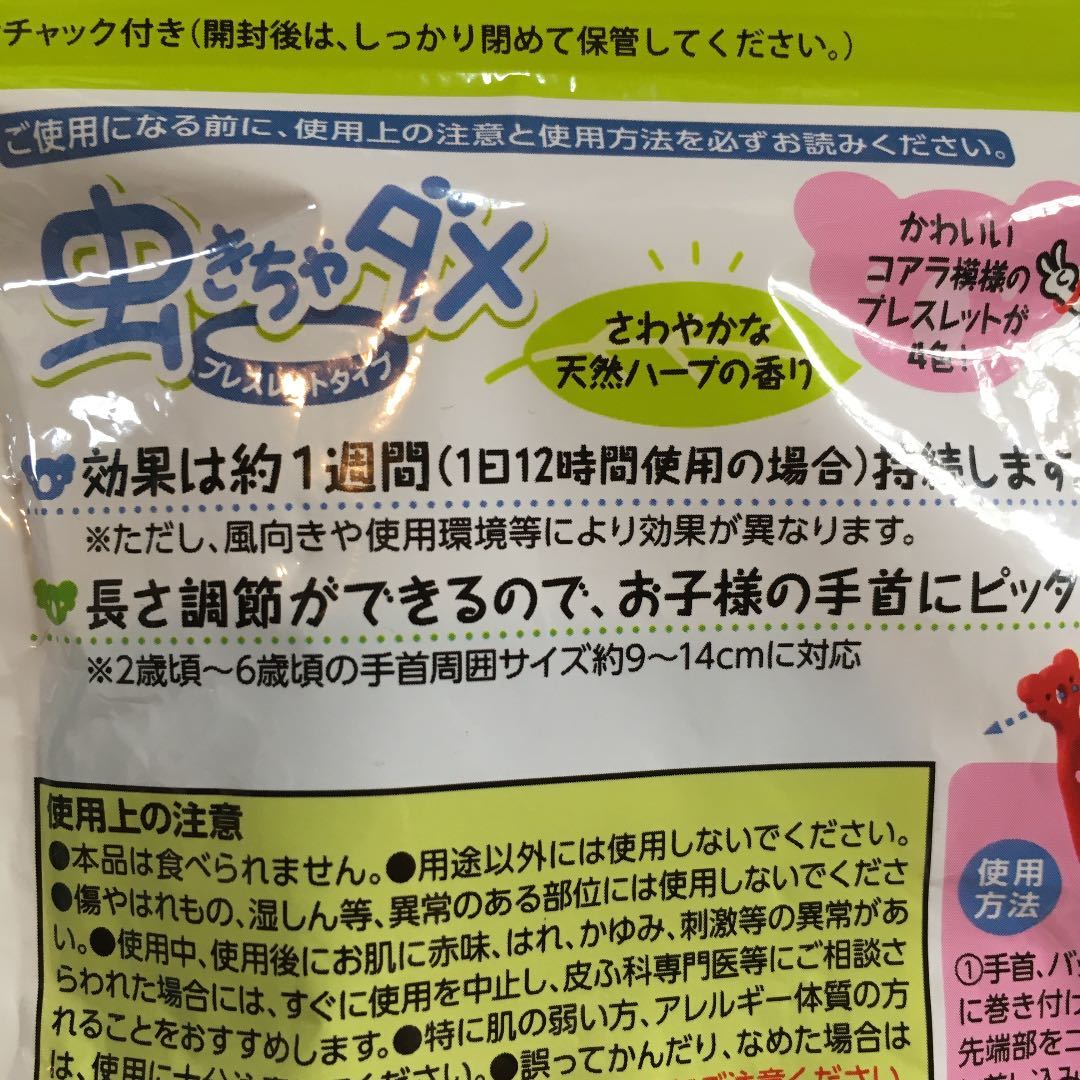 チャック付き(開封後は、しっかり閉めて保管してください。)
ご使用になる前に、使用上の注意と使用方法を必ずお読みください。
虫きちゃダメ
ブレスレットタイプ
さわやかな
天然ハーブの香り
かわいい
コアラ模様の
ブレスレットが
4色!
効果は約1週間(1日12時間使用の場合)持続します
※ただし、風向きや使用環境等により効果が異なります。
長さ調節ができるので、お子様の手首にピッタ
※2歳頃〜6歳頃の手首周囲サイズ約9〜14cmに対応
使用上の注意
●本品は食べられません。●用途以外には使用しないでください。
●傷やはれもの、湿しん等、異常のある部位には使用しないでくださ
い。●使用中、使用後にお肌に赤味、はれ、かゆみ、刺激等の異常があ
らわれた場合には、すぐに使用を中止し、皮ふ科専門医等にご相談さ
れることをおすすめします。●特に肌の弱い方、アレルギー体質の方
は、使用に十分 ください。●誤ってかんだり、なめた場合は
ご注意ください
使用
方法
①手首、バ
に巻き付け
先端部を